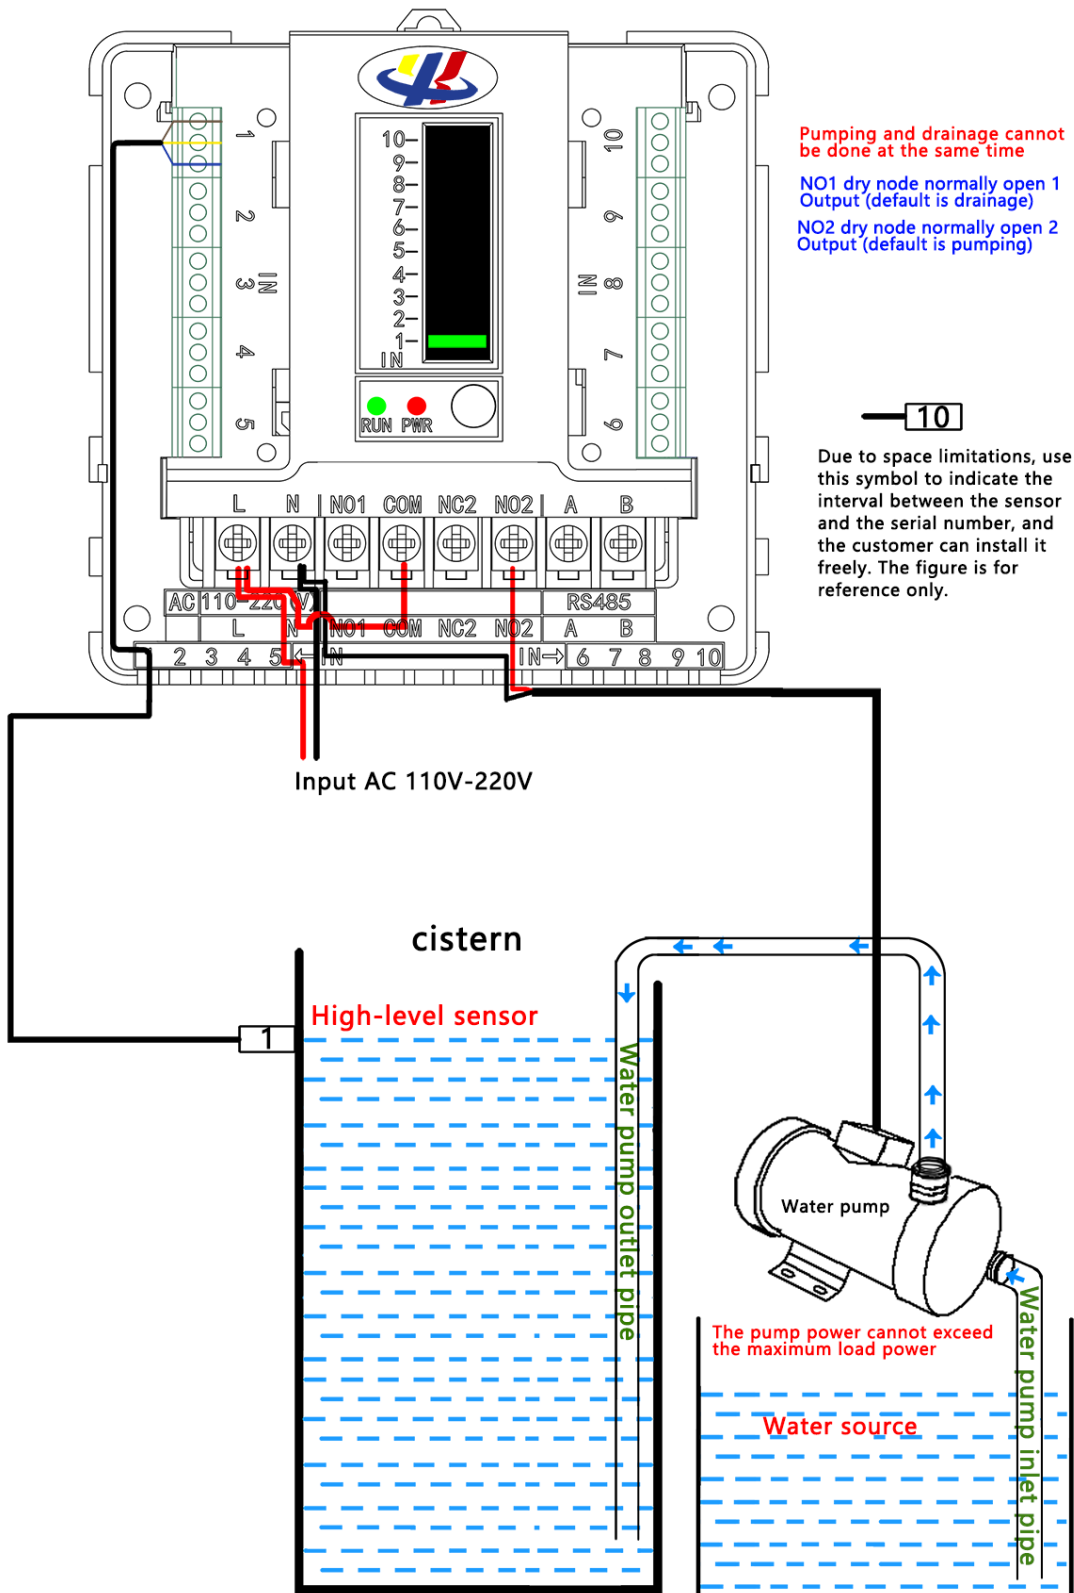 10
9
8
7
6
5
4
3
2
1
IN
RUN PWR
1
2
3
4
5
IN
10
9
8
7
6
IN
L N NO1 COM NC2 NO2 A B
AC 110-220(V) RS485
L N NO1 COM NC2 NO2 A B
2 3 4 5 ←IN IN→ 6 7 8 9 10
Pumping and drainage cannot
be done at the same time
NO1 dry node normally open 1
Output (default is drainage)
NO2 dry node normally open 2
Output (default is pumping)
10
Due to space limitations, use
this symbol to indicate the
interval between the sensor
and the serial number, and
the customer can install it
freely. The figure is for
reference only.
Input AC 110V-220V
cistern
High-level sensor
1
Water pump outlet pipe
Water pump
The pump power cannot exceed
the maximum load power
Water source
Water pump inlet pipe